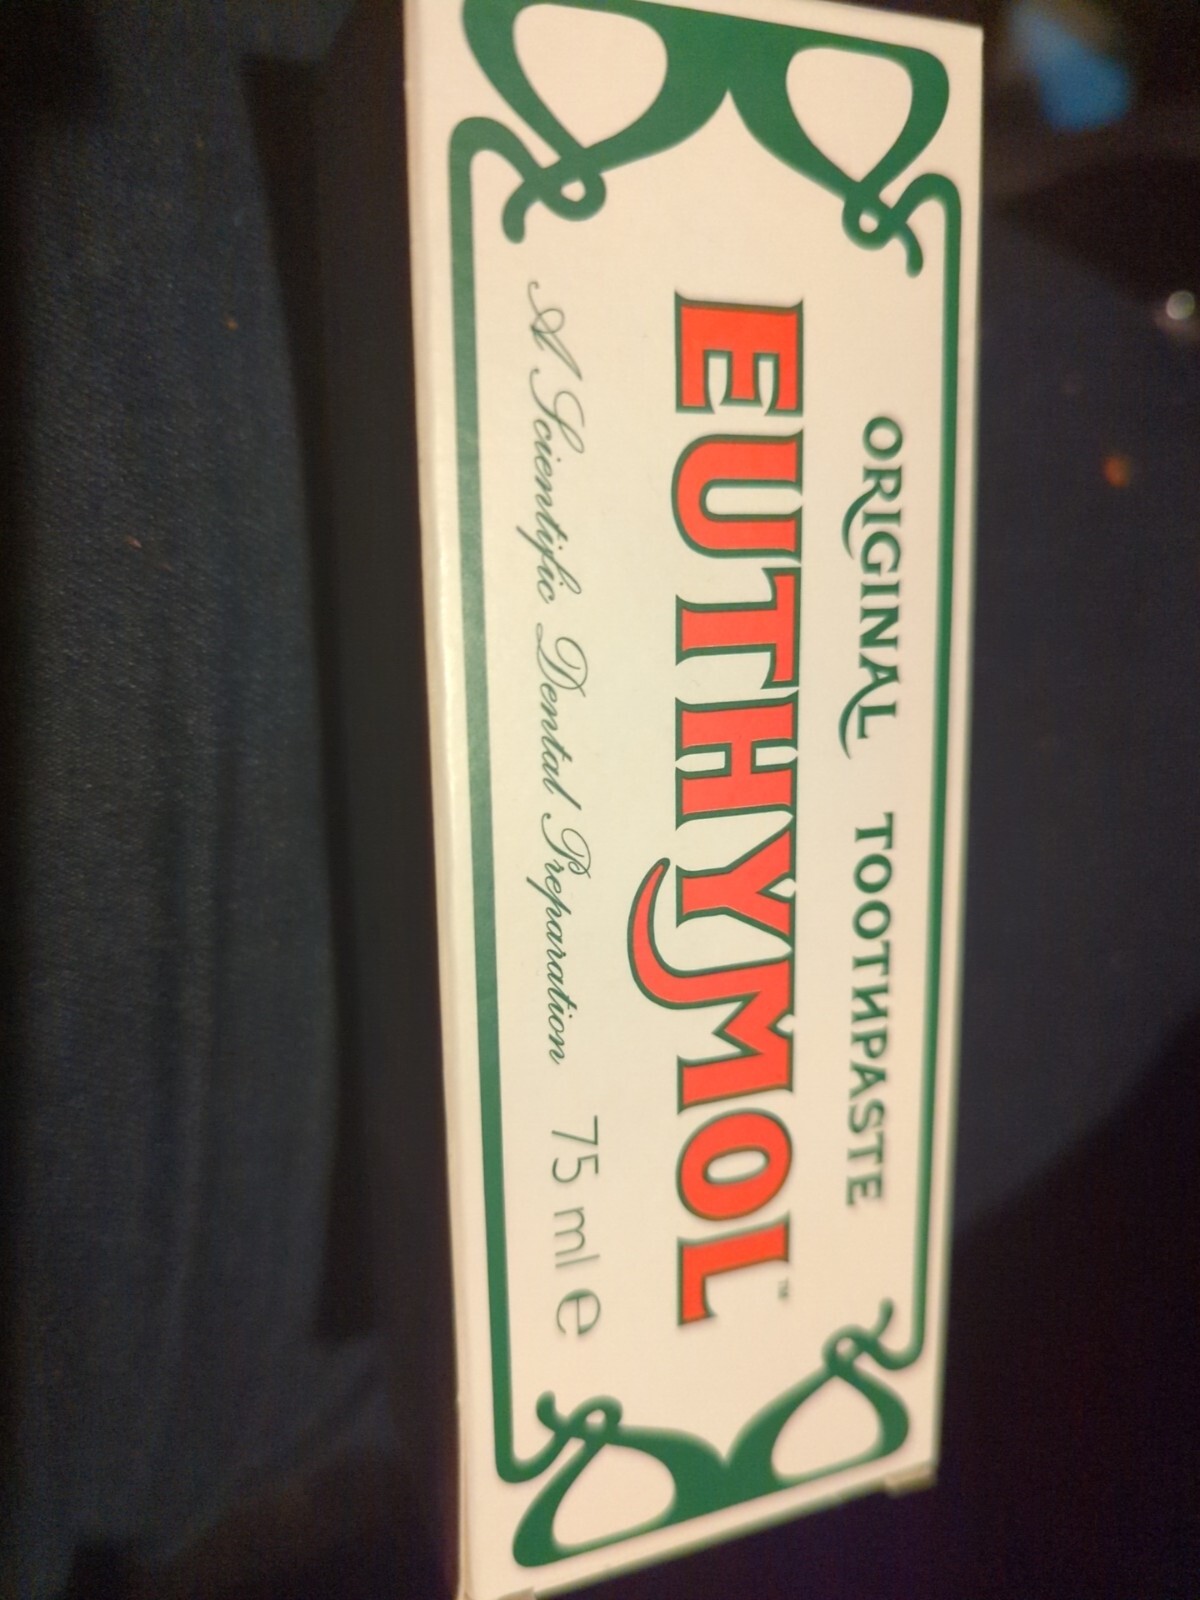 ORIGINAL TOOTHPASTE
EUTHYMOL™
A Scientific Dental Preparation 75 ml ℮